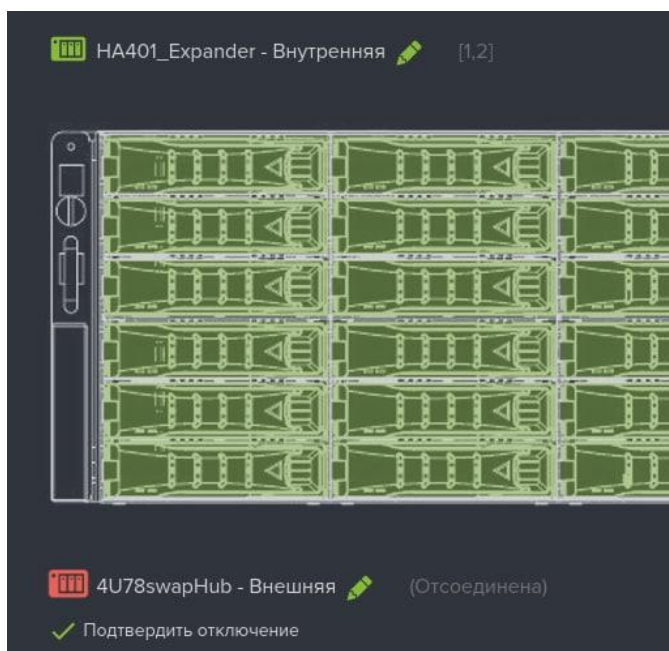 HA401_Expander - Внутренняя [1,2]
4U78swapHub - Внешняя (Отсоединена)
Подтвердить отключение